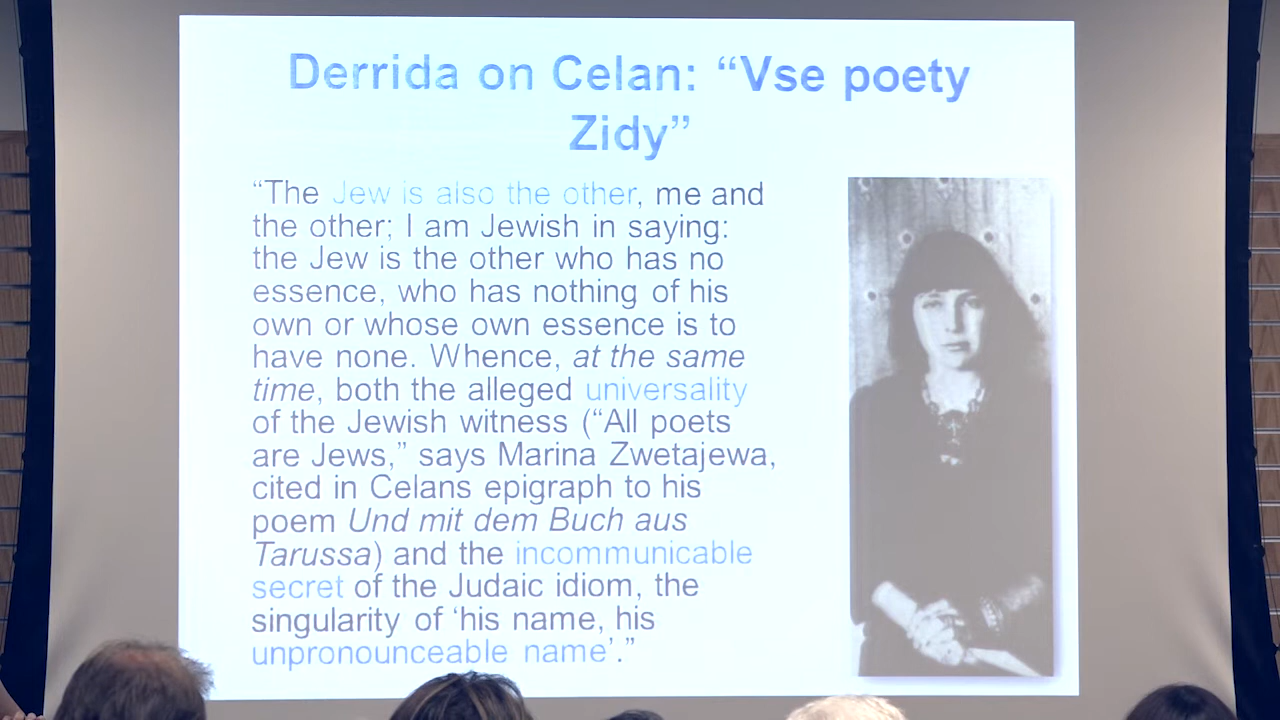 Derrida on Celan: “Vse poety
Zidy”
“The Jew is also the other, me and
the other; I am Jewish in saying:
the Jew is the other who has no
essence, who has nothing of his
own or whose own essence is to
have none. Whence, at the same
time, both the alleged universality
of the Jewish witness (“All poets
are Jews,” says Marina Zwetajewa,
cited in Celans epigraph to his
poem Und mit dem Buch aus
Tarussa) and the incommunicable
secret of the Judaic idiom, the
singularity of ‘his name, his
unpronounceable name’.”